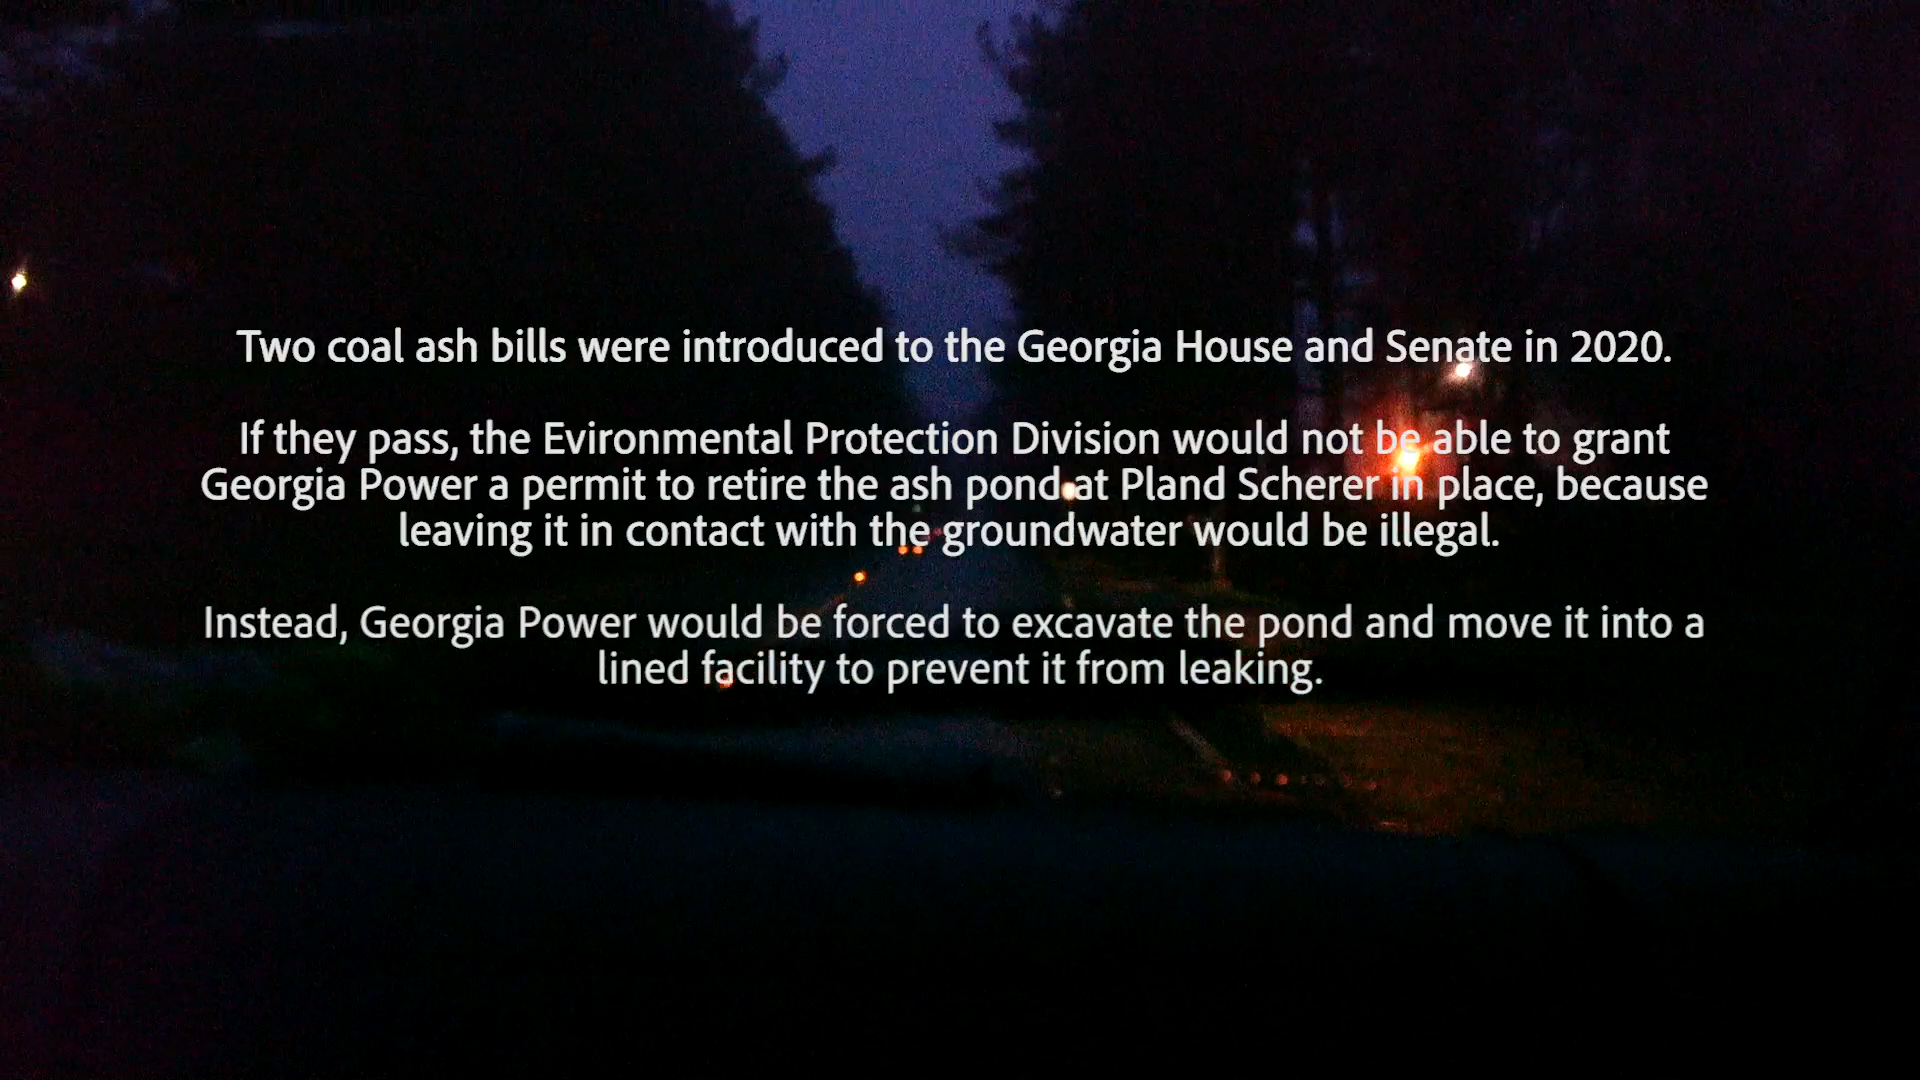 Two coal ash bills were introduced to the Georgia House and Senate in 2020.
If they pass, the Evironmental Protection Division would not be able to grant
Georgia Power a permit to retire the ash pond at Pland Scherer in place, because
leaving it in contact with the groundwater would be illegal.
Instead, Georgia Power would be forced to excavate the pond and move it into a
lined facility to prevent it from leaking.